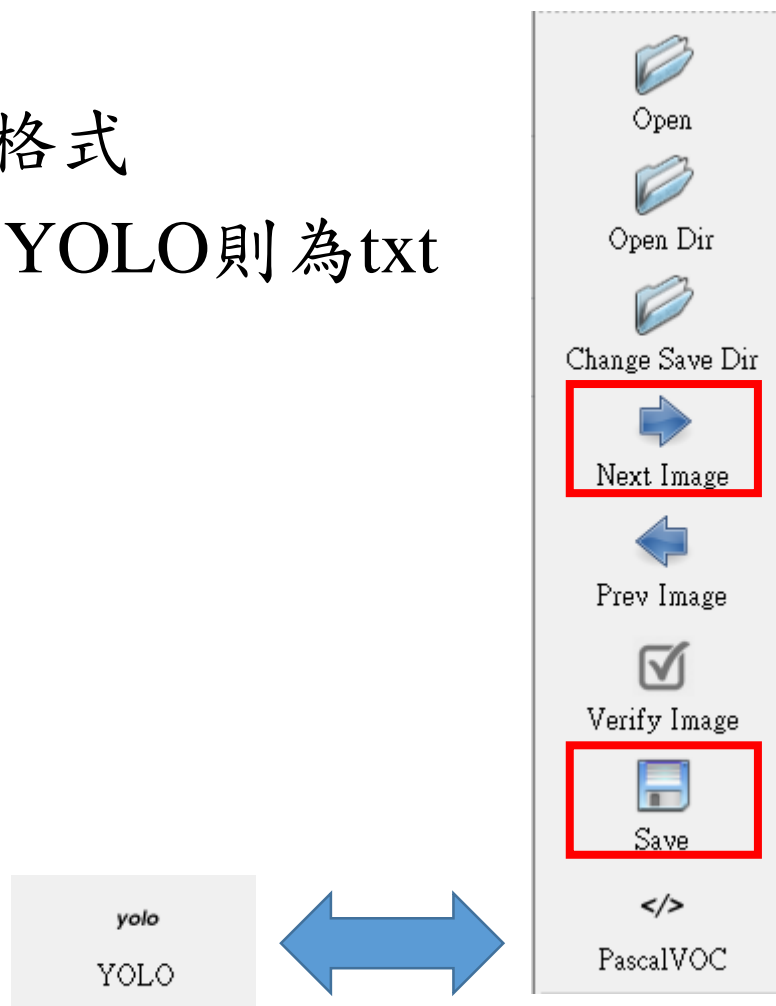 格式
YOLO則為txt
Open
Open Dir
Change Save Dir
Next Image
Prev Image
Verify Image
Save
</>
PascalVOC
yolo
YOLO